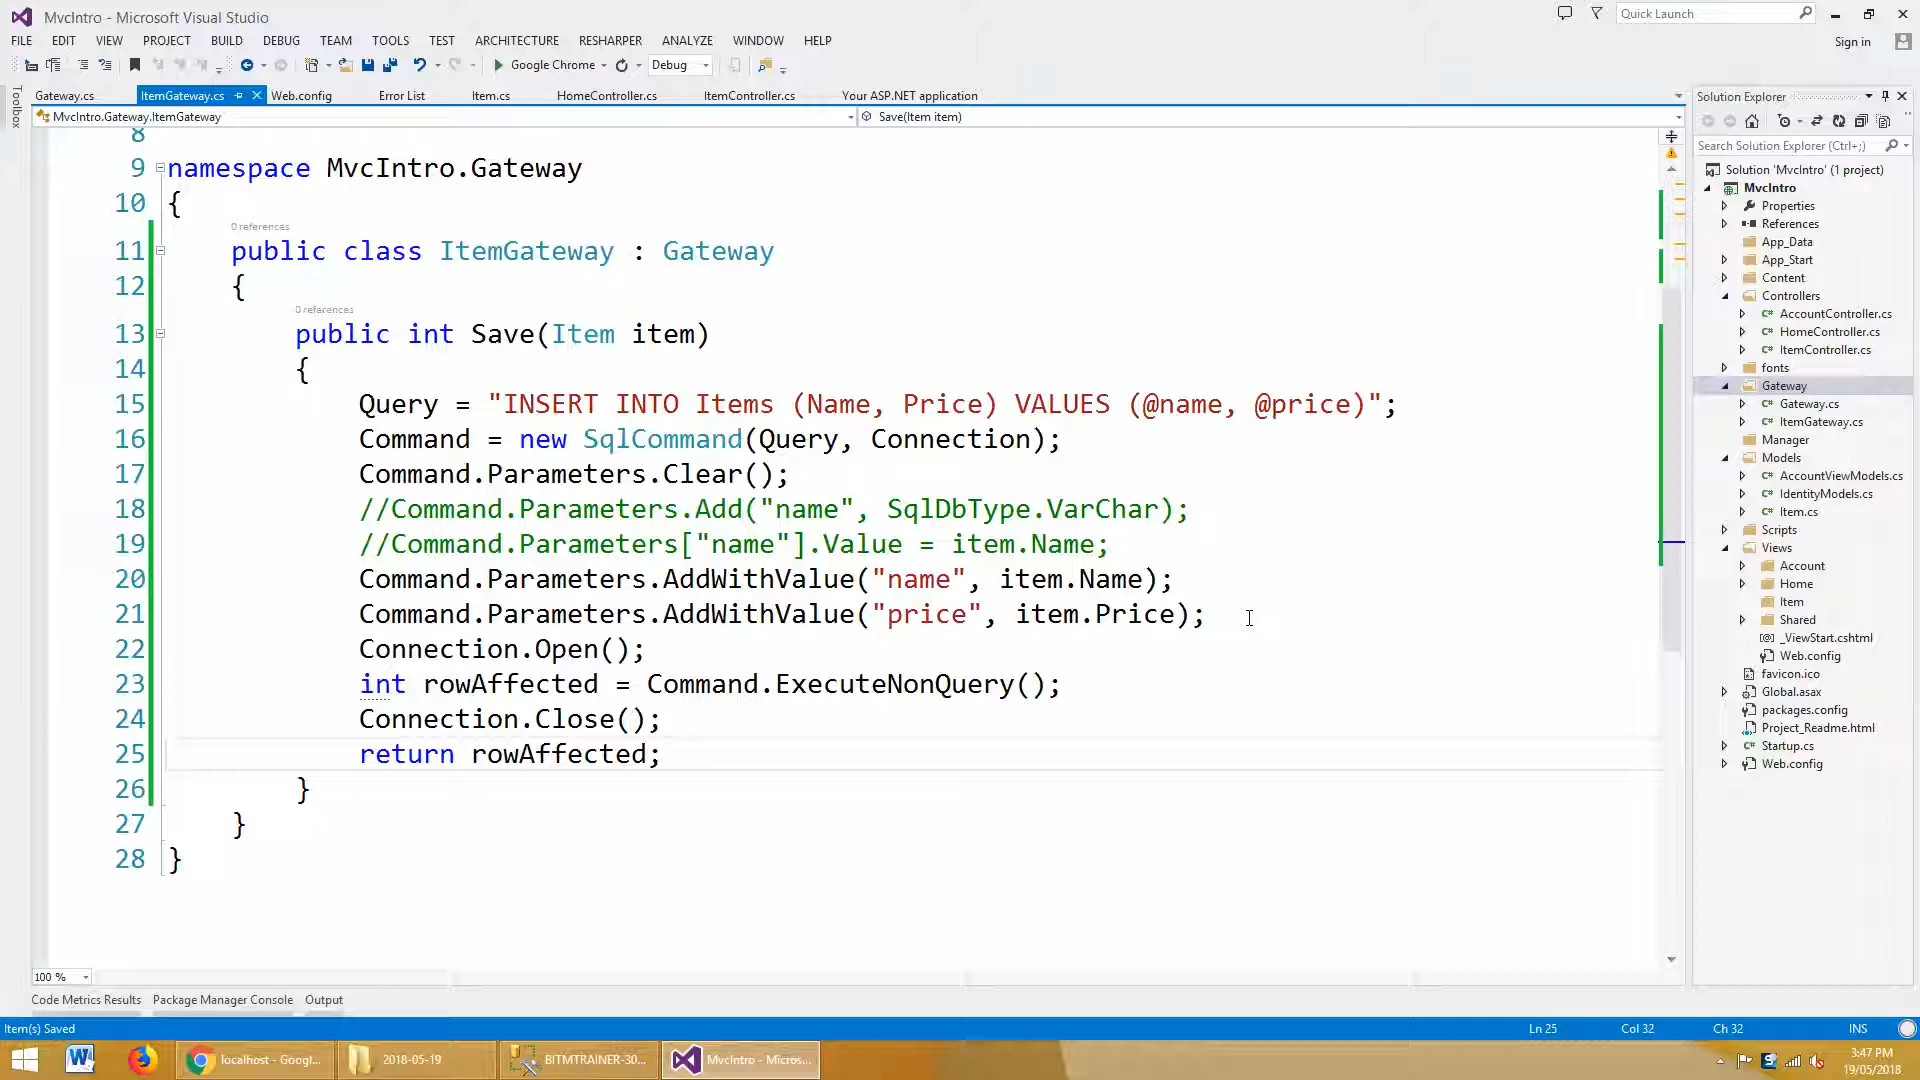 MvcIntro - Microsoft Visual Studio
Quick Launch
FILE EDIT VIEW PROJECT BUILD DEBUG TEAM TOOLS TEST ARCHITECTURE RESHARPER ANALYZE WINDOW HELP
Sign in
Google Chrome Debug
Toolbox
Gateway.cs ItemGateway.cs Web.config Error List Item.cs HomeController.cs ItemController.cs Your ASP.NET application
MvcIntro.Gateway.ItemGateway Save(Item item)
8
9 namespace MvcIntro.Gateway
10 {
0 references
11 public class ItemGateway : Gateway
12 {
0 references
13 public int Save(Item item)
14 {
15 Query = "INSERT INTO Items (Name, Price) VALUES (@name, @price)";
16 Command = new SqlCommand(Query, Connection);
17 Command.Parameters.Clear();
18 //Command.Parameters.Add("name", SqlDbType.VarChar);
19 //Command.Parameters["name"].Value = item.Name;
20 Command.Parameters.AddWithValue("name", item.Name);
21 Command.Parameters.AddWithValue("price", item.Price);
22 Connection.Open();
23 int rowAffected = Command.ExecuteNonQuery();
24 Connection.Close();
25 return rowAffected;
26 }
27 }
28 }
100 %
Solution Explorer
Search Solution Explorer (Ctrl+;)
Solution 'MvcIntro' (1 project)
MvcIntro
Properties
References
App_Data
App_Start
Content
Controllers
C# AccountController.cs
C# HomeController.cs
C# ItemController.cs
fonts
Gateway
C# Gateway.cs
C# ItemGateway.cs
Manager
Models
C# AccountViewModels.cs
C# IdentityModels.cs
C# Item.cs
Scripts
Views
Account
Home
Item
Shared
_ViewStart.cshtml
Web.config
favicon.ico
Global.asax
packages.config
Project_Readme.html
C# Startup.cs
Web.config
Code Metrics Results Package Manager Console Output
Item(s) Saved Ln 25 Col 32 Ch 32 INS
localhost - Googl... 2018-05-19 BITMTRAINER-30... MvcIntro - Micros...
3:47 PM
19/05/2018